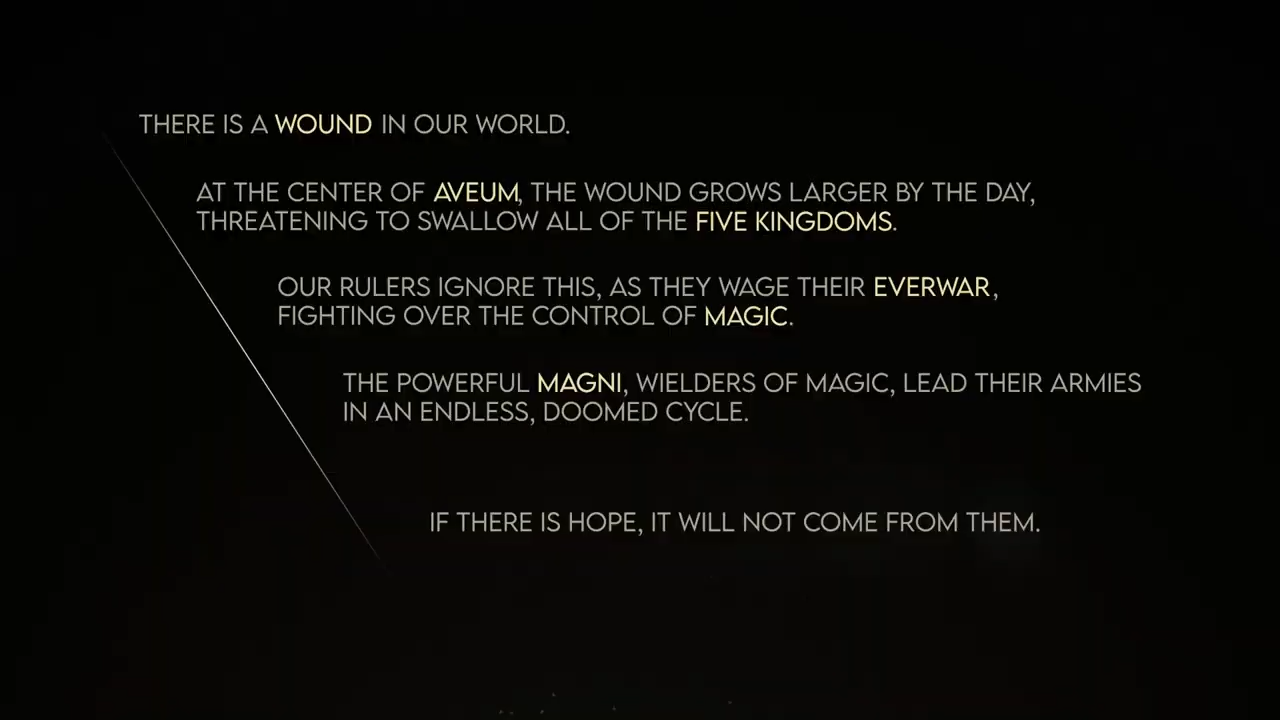 THERE IS A WOUND IN OUR WORLD.
AT THE CENTER OF AVEUM, THE WOUND GROWS LARGER BY THE DAY,
THREATENING TO SWALLOW ALL OF THE FIVE KINGDOMS.
OUR RULERS IGNORE THIS, AS THEY WAGE THEIR EVERWAR,
FIGHTING OVER THE CONTROL OF MAGIC.
THE POWERFUL MAGNI, WIELDERS OF MAGIC, LEAD THEIR ARMIES
IN AN ENDLESS, DOOMED CYCLE.
IF THERE IS HOPE, IT WILL NOT COME FROM THEM.